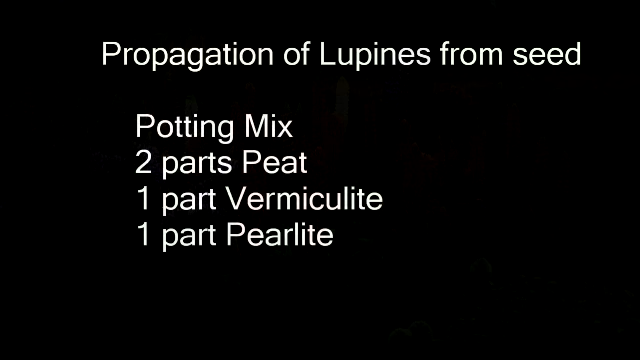 Propagation of Lupines from seed
Potting Mix
2 parts Peat
1 part Vermiculite
1 part Pearlite